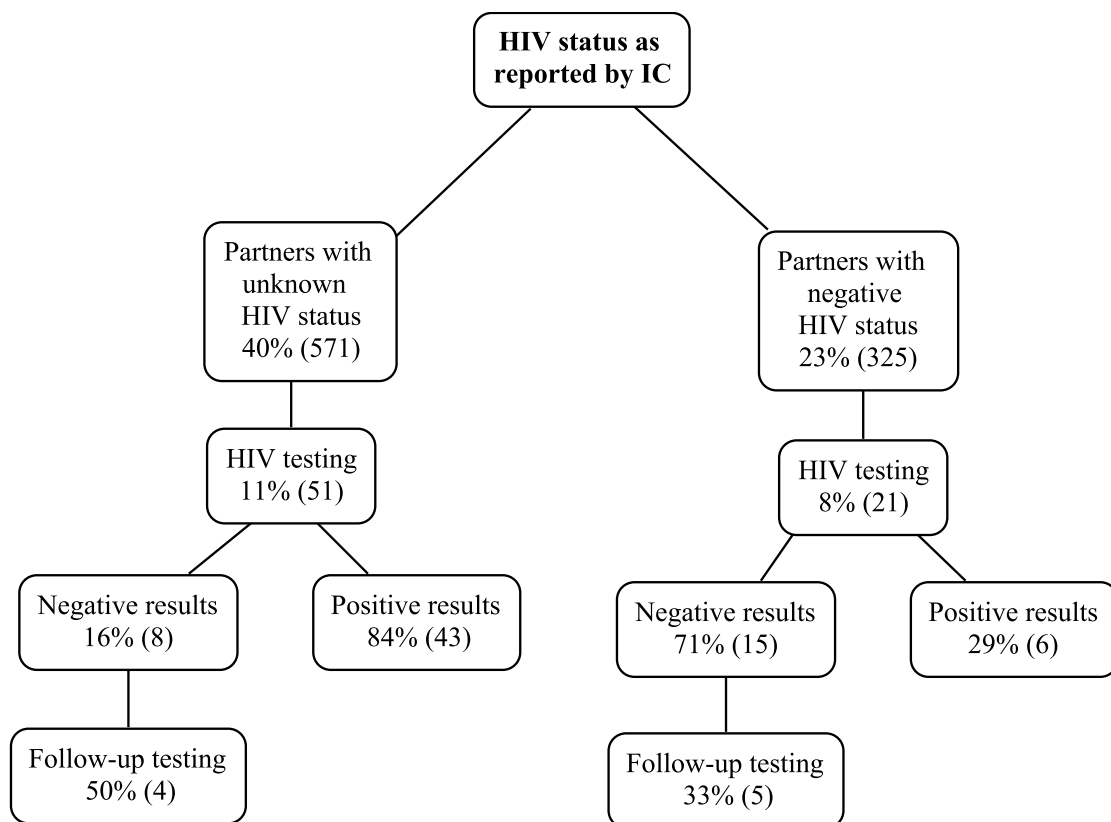 HIV status as
reported by IC
Partners with
unknown
HIV status
40% (571)
Partners with
negative
HIV status
23% (325)
HIV testing
11% (51)
HIV testing
8% (21)
Negative results
16% (8)
Positive results
84% (43)
Negative results
71% (15)
Positive results
29% (6)
Follow-up testing
50% (4)
Follow-up testing
33% (5)